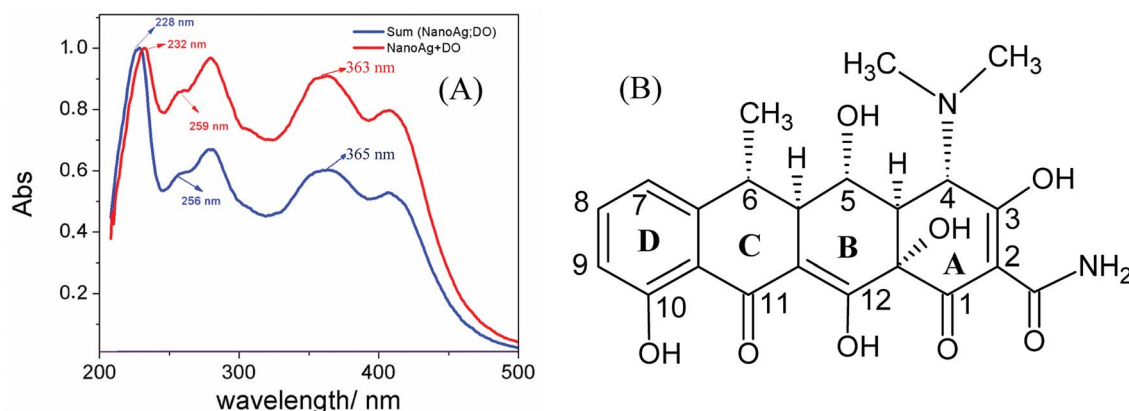 228 nm
Sum (NanoAg;DO)
NanoAg+DO
232 nm
(A)
363 nm
259 nm
365 nm
256 nm
1.0
0.8
0.6
0.4
0.2
Abs
200 300 400 500
wavelength/ nm
(B)
H3C CH3
N
CH3 OH
H H
8 7 6 5 4 OH
3
OH
D C B A
9 2
NH2
10 11 12 1
O
OH O OH O